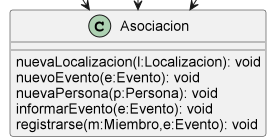 C Asociacion
nuevaLocalizacion(l:Localizacion): void
nuevoEvento(e:Evento): void
nuevaPersona(p:Persona): void
informarEvento(e:Evento): void
registrarse(m:Miembro,e:Evento): void